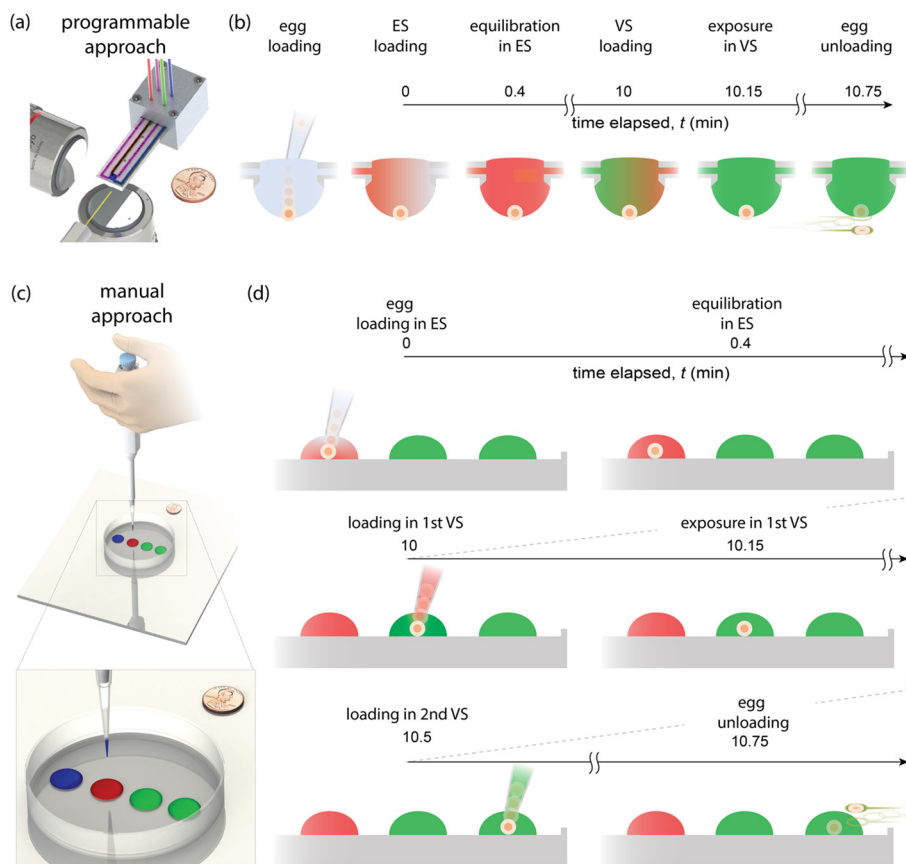 (a)
programmable
approach
(b)
egg
loading
ES
loading
equilibration
in ES
VS
loading
exposure
in VS
egg
unloading
0
0.4
10
10.15
10.75
time elapsed, t (min)
(c)
manual
approach
(d)
egg
loading in ES
0
equilibration
in ES
0.4
time elapsed, t (min)
loading in 1st VS
10
exposure in 1st VS
10.15
loading in 2nd VS
10.5
egg
unloading
10.75